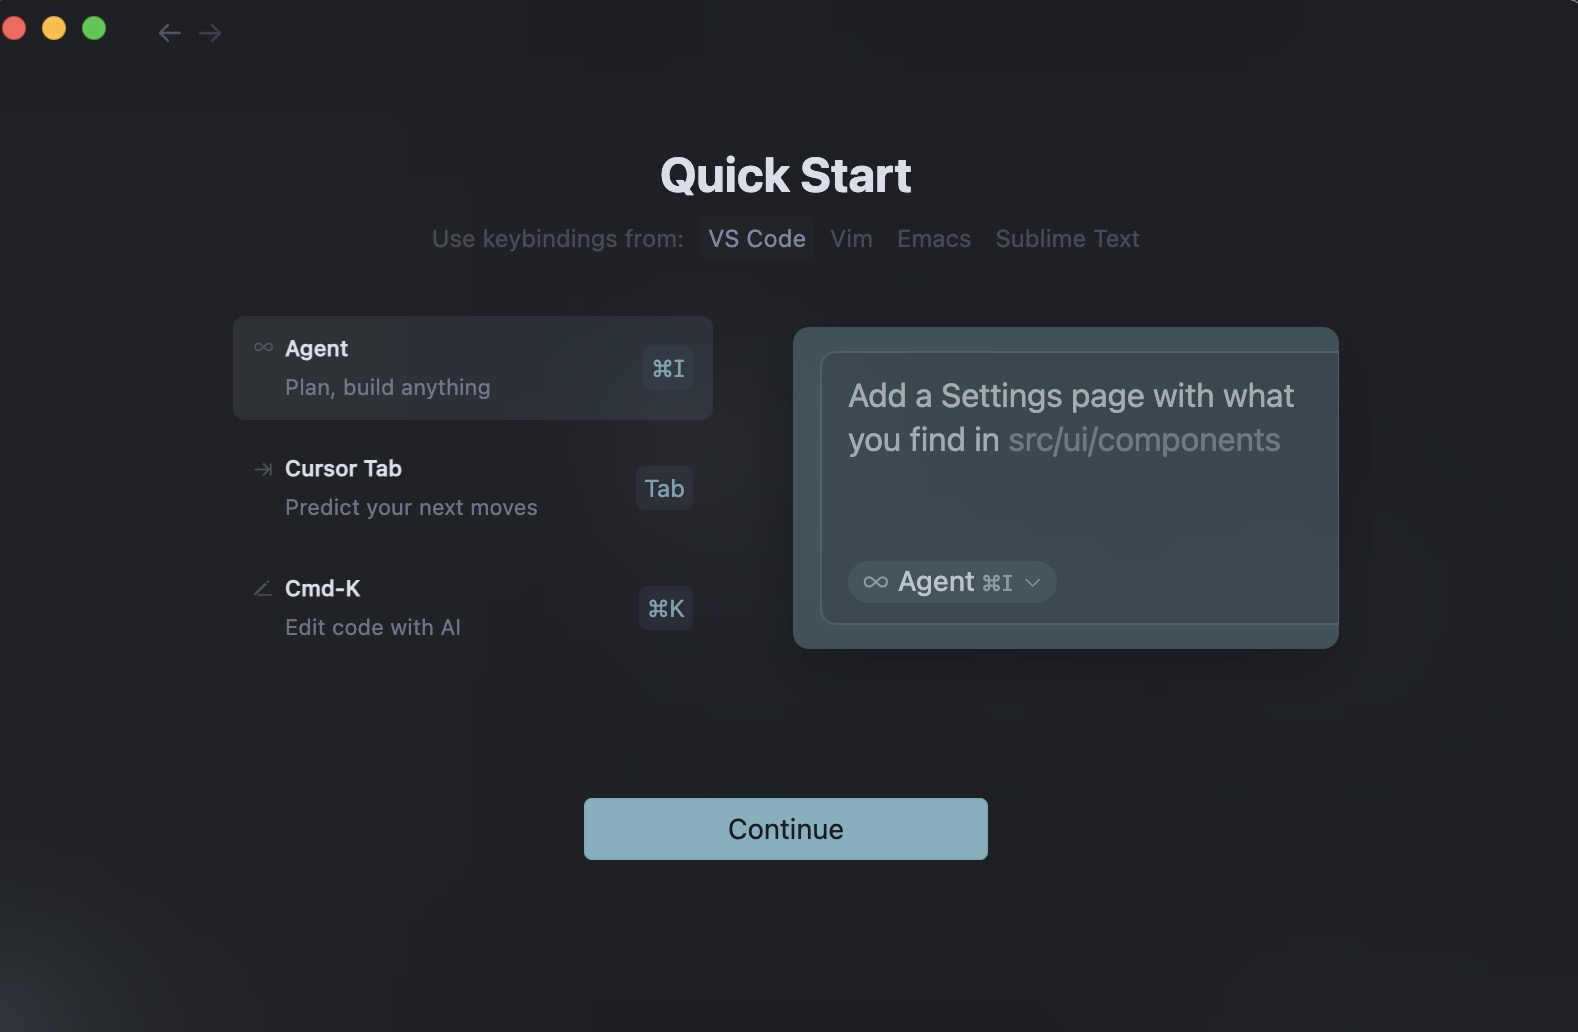 Quick Start
Use keybindings from: VS Code Vim Emacs Sublime Text
Agent
Plan, build anything
⌘I
Cursor Tab
Predict your next moves
Tab
Cmd-K
Edit code with AI
⌘K
Add a Settings page with what
you find in src/ui/components
Agent ⌘I
Continue